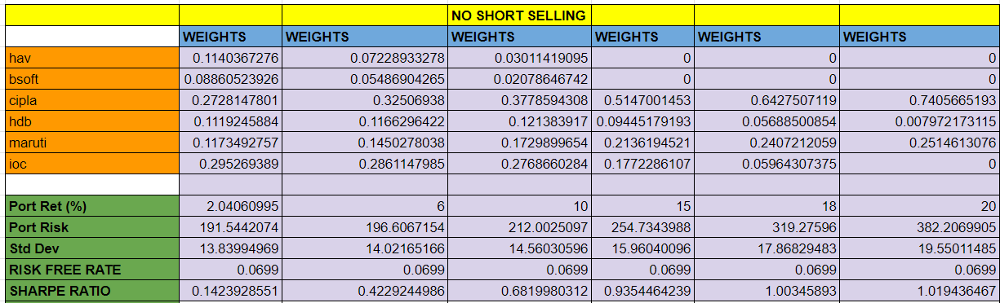 NO SHORT SELLING
WEIGHTS WEIGHTS WEIGHTS WEIGHTS WEIGHTS WEIGHTS
hav 0.1140367276 0.07228933278 0.03011419095 0 0 0
bsoft 0.08860523926 0.05486904265 0.02078646742 0 0 0
cipla 0.2728147801 0.32506938 0.3778594308 0.5147001453 0.6427507119 0.7405665193
hdb 0.1119245884 0.1166296422 0.121383917 0.09445179193 0.05688500854 0.007972173115
maruti 0.1173492757 0.1450278038 0.1729899654 0.2136194521 0.2407212059 0.2514613076
ioc 0.295269389 0.2861147985 0.2768660284 0.1772286107 0.05964307375 0
Port Ret (%) 2.04060995 6 10 15 18 20
Port Risk 191.5442074 196.6067154 212.0025097 254.7343988 319.27596 382.2069905
Std Dev 13.83994969 14.02165166 14.56030596 15.96040096 17.86829483 19.55011485
RISK FREE RATE 0.0699 0.0699 0.0699 0.0699 0.0699 0.0699
SHARPE RATIO 0.1423928551 0.4229244986 0.6819980312 0.9354464239 1.00345893 1.019436467